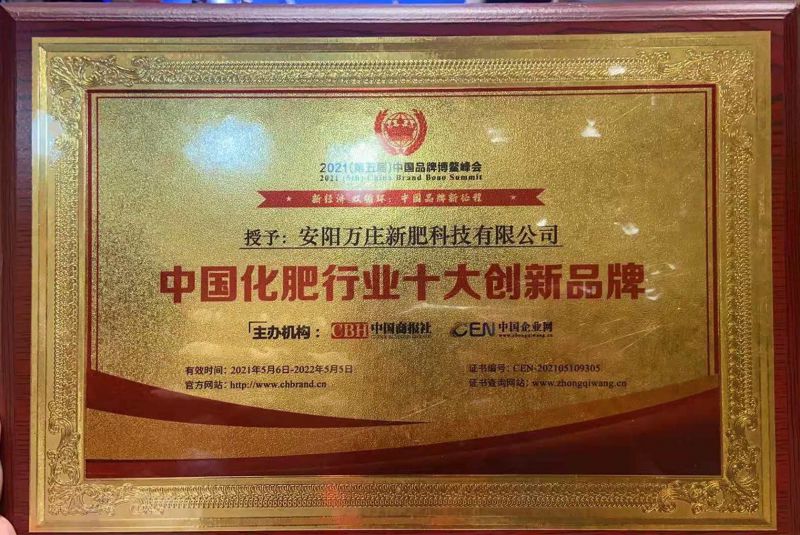 2021(第五届)中国品牌博鳌峰会
2021 (5th) China Brand Boao Summit
新经济 双循环：中国品牌新征程
授予：安阳万庄新肥科技有限公司
中国化肥行业十大创新品牌
主办机构： CBH 中国商报社 CEN 中国企业网
www.zhongqiwang.cn
有效时间：2021年5月6日-2022年5月5日 证书编号：CEN-202105109305
官方网站：http://www.chbrand.cn 证书查询网站：www.zhongqiwang.cn